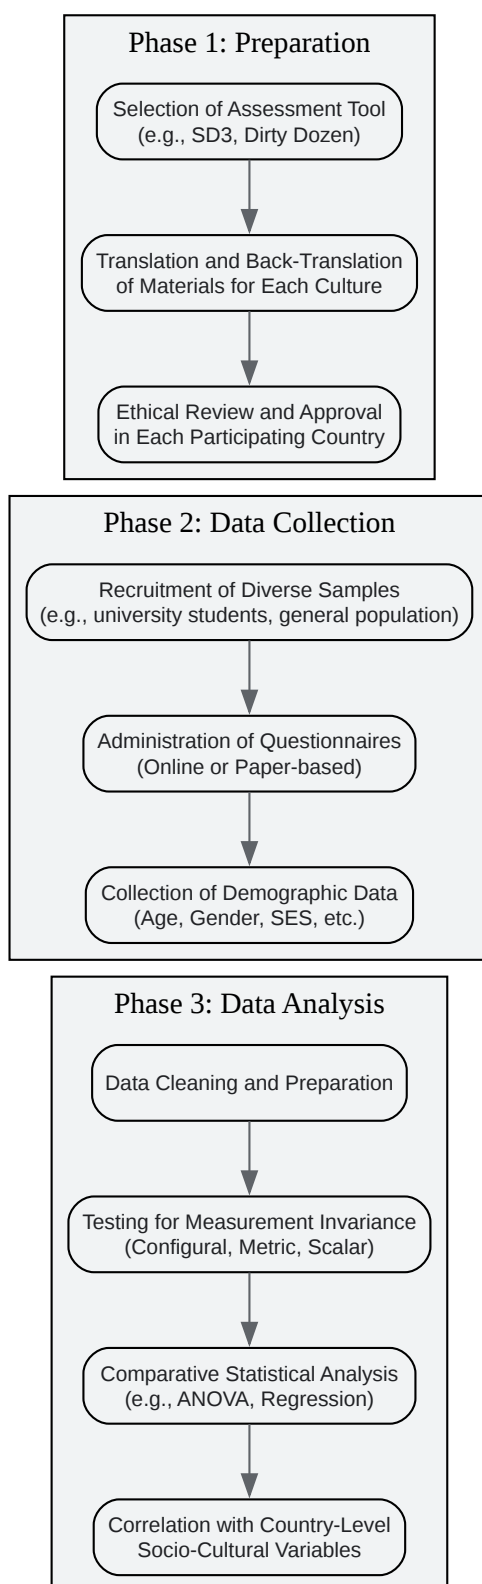 Phase 1: Preparation
Selection of Assessment Tool
(e.g., SD3, Dirty Dozen)
Translation and Back-Translation
of Materials for Each Culture
Ethical Review and Approval
in Each Participating Country
Phase 2: Data Collection
Recruitment of Diverse Samples
(e.g., university students, general population)
Administration of Questionnaires
(Online or Paper-based)
Collection of Demographic Data
(Age, Gender, SES, etc.)
Phase 3: Data Analysis
Data Cleaning and Preparation
Testing for Measurement Invariance
(Configural, Metric, Scalar)
Comparative Statistical Analysis
(e.g., ANOVA, Regression)
Correlation with Country-Level
Socio-Cultural Variables